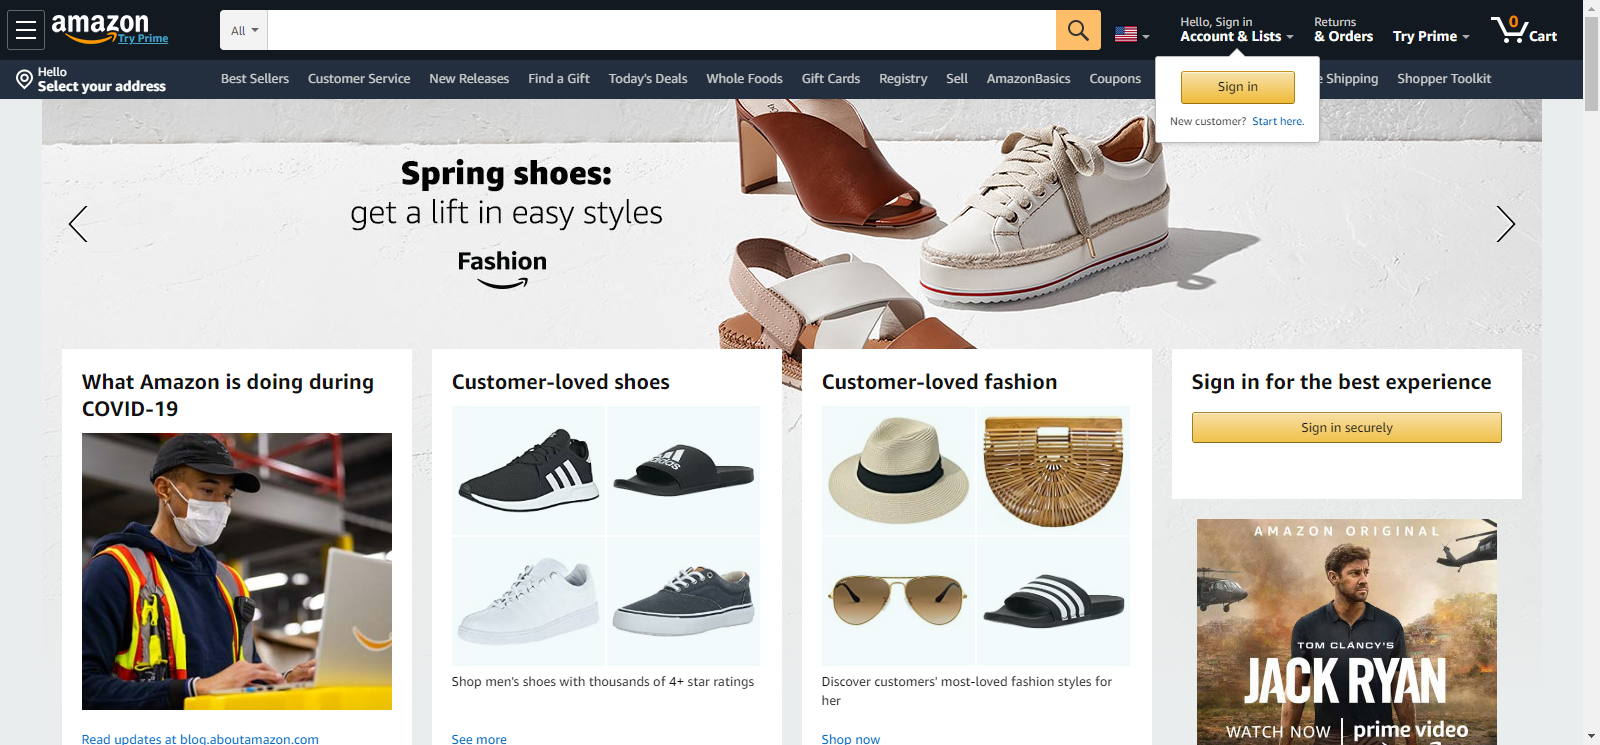 amazon
Try Prime
All
Hello, Sign in
Account & Lists
Returns
& Orders
Try Prime
0
Cart
Hello
Select your address
Best Sellers
Customer Service
New Releases
Find a Gift
Today's Deals
Whole Foods
Gift Cards
Registry
Sell
AmazonBasics
Coupons
Shipping
Shopper Toolkit
Sign in
New customer? Start here.
Spring shoes:
get a lift in easy styles
Fashion
What Amazon is doing during
COVID-19
Read updates at blog.aboutamazon.com
Customer-loved shoes
adidas
Shop men's shoes with thousands of 4+ star ratings
See more
Customer-loved fashion
Discover customers' most-loved fashion styles for
her
Shop now
Sign in for the best experience
Sign in securely
AMAZON ORIGINAL
TOM CLANCY'S
JACK RYAN
WATCH NOW | prime video